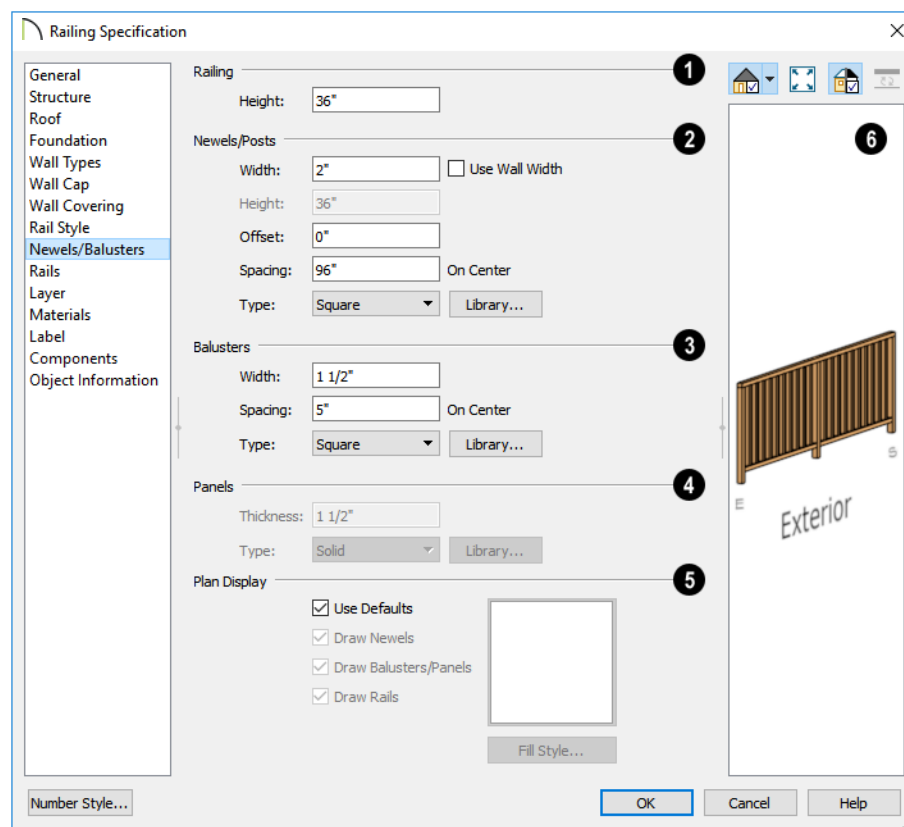 Railing Specification
General
Structure
Roof
Foundation
Wall Types
Wall Cap
Wall Covering
Rail Style
Newels/Balusters
Rails
Layer
Materials
Label
Components
Object Information
Railing 1
Height: 36"
Newels/Posts 2
Width: 2" Use Wall Width
Height: 36"
Offset: 0"
Spacing: 96" On Center
Type: Square Library...
Balusters 3
Width: 1 1/2"
Spacing: 5" On Center
Type: Square Library...
Panels 4
Thickness: 1 1/2"
Type: Solid Library...
Plan Display 5
Use Defaults
Draw Newels
Draw Balusters/Panels
Draw Rails
Fill Style...
6
E
S
Exterior
Number Style... OK Cancel Help